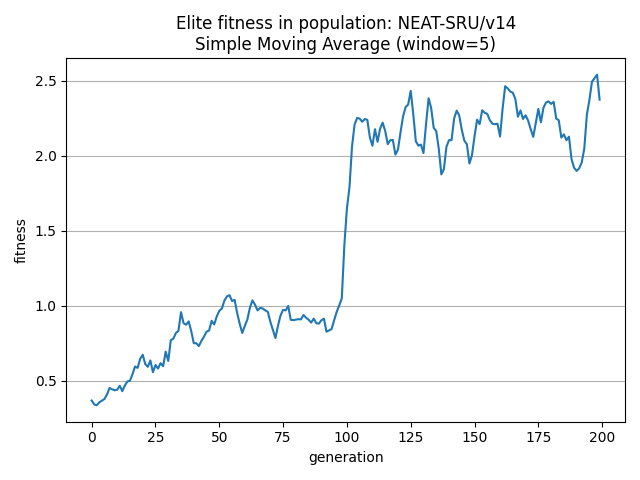 Elite fitness in population: NEAT-SRU/v14
Simple Moving Average (window=5)
2.5
2.0
1.5
1.0
0.5
fitness
0 25 50 75 100 125 150 175 200
generation